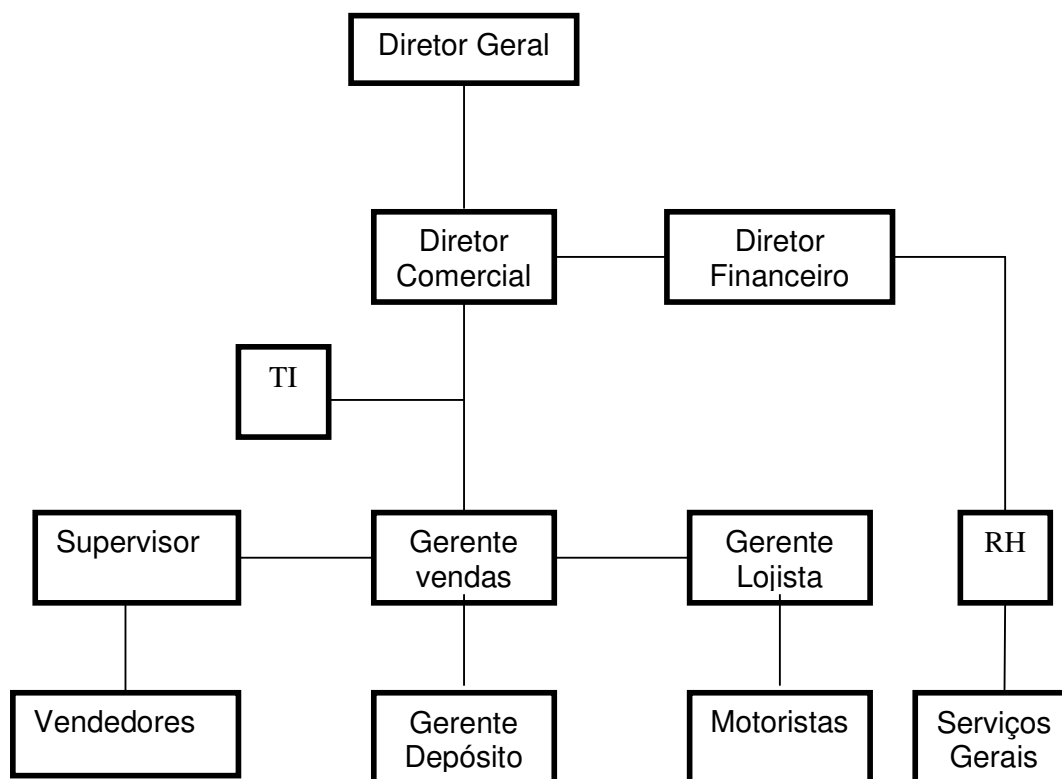 Diretor Geral
Diretor
Comercial
Diretor
Financeiro
TI
Supervisor
Gerente
vendas
Gerente
Lojista
RH
Vendedores
Gerente
Depósito
Motoristas
Serviços
Gerais